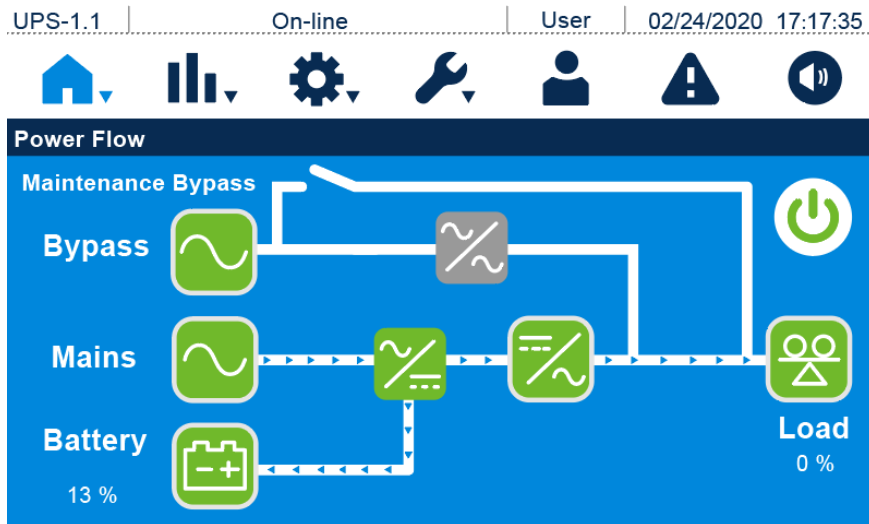 UPS-1.1 On-line User 02/24/2020 17:17:35
Power Flow
Maintenance Bypass
Bypass
Mains
Battery
13 %
Load
0 %